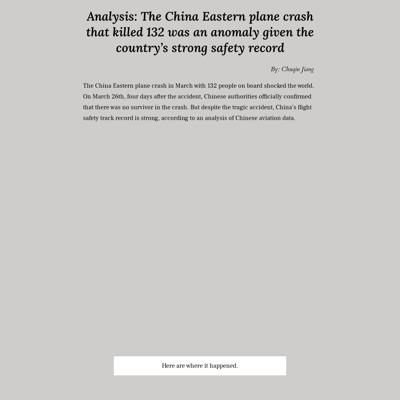 Analysis: The China Eastern plane crash
that killed 132 was an anomaly given the
country’s strong safety record
By: Chuqin Jiang
The China Eastern plane crash in March with 132 people on board shocked the world.
On March 26th, four days after the accident, Chinese authorities officially confirmed
that there was no survivor in the crash. But despite the tragic accident, China's flight
safety track record is strong, according to an analysis of Chinese aviation data.
Here are where it happened.